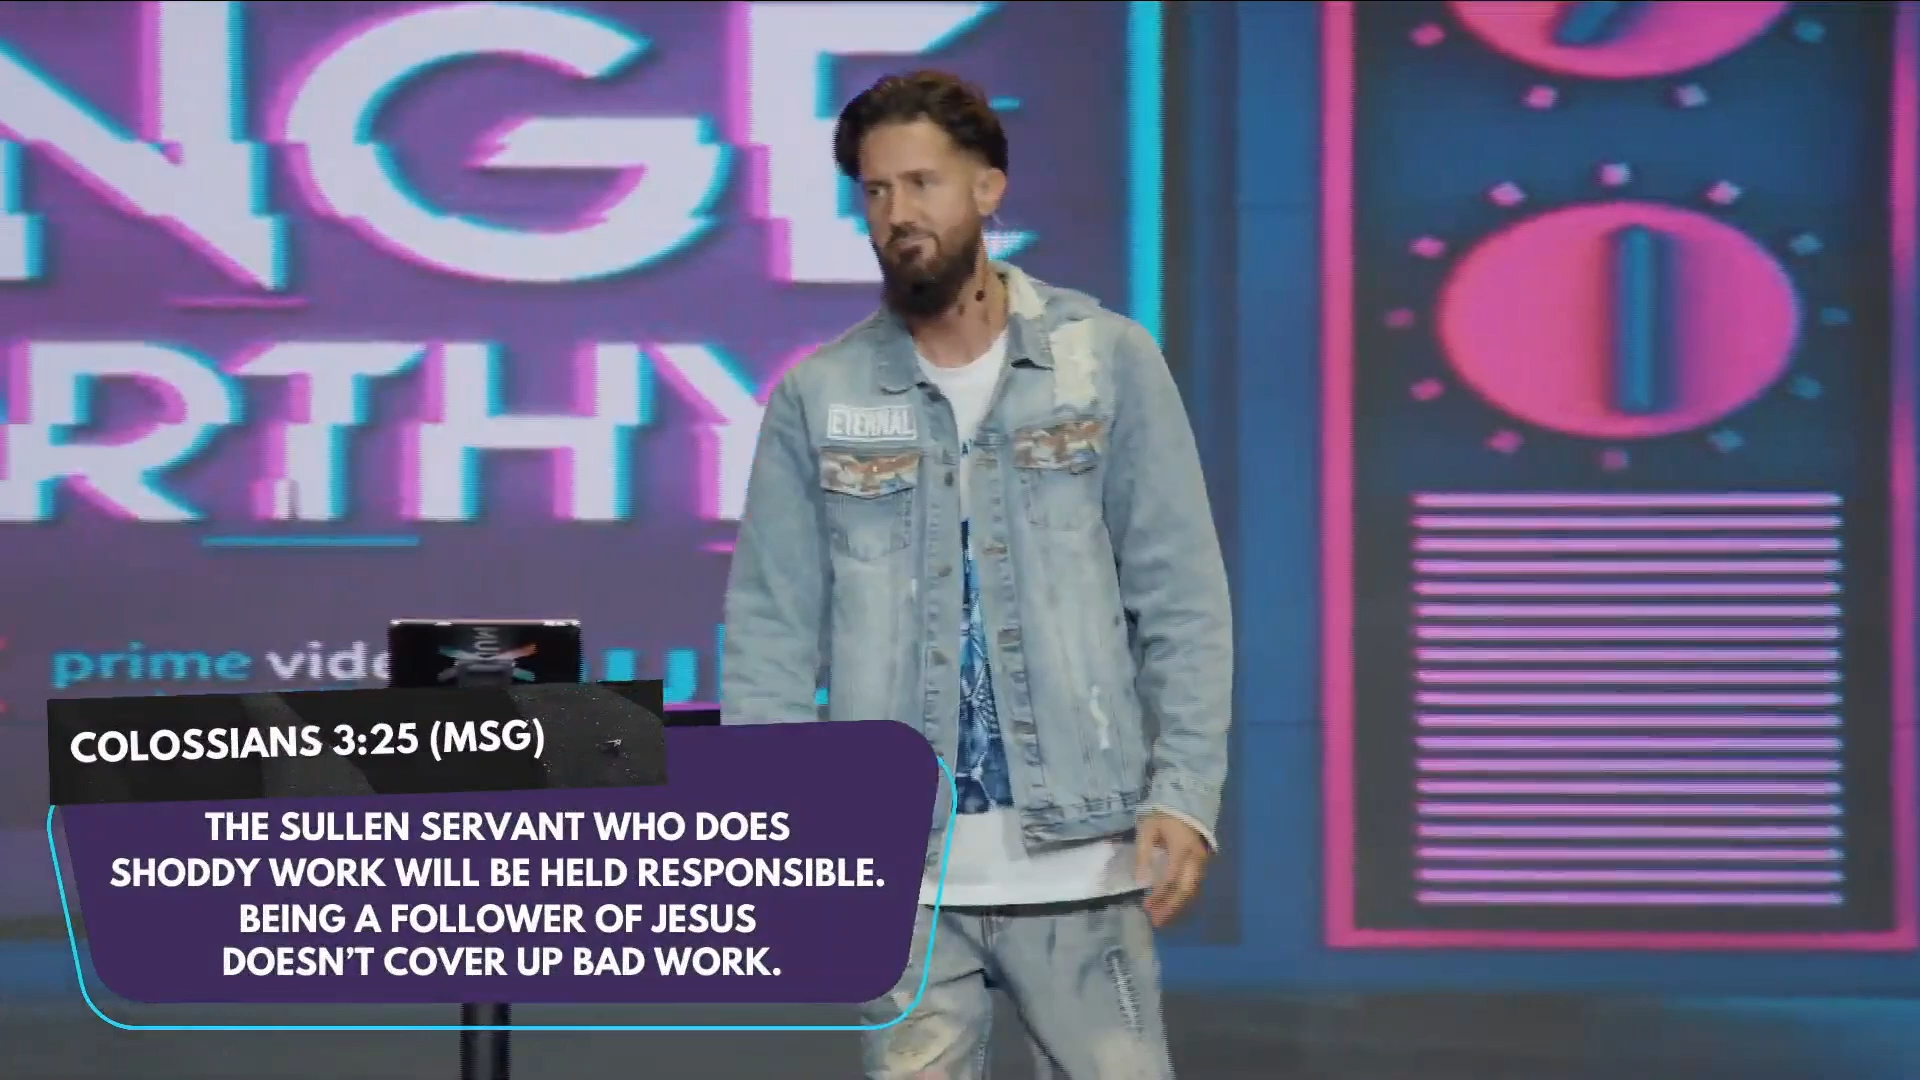 NGE
RTHY
ETERNAL
prime vide
COLOSSIANS 3:25 (MSG)
THE SULLEN SERVANT WHO DOES
SHODDY WORK WILL BE HELD RESPONSIBLE.
BEING A FOLLOWER OF JESUS
DOESN'T COVER UP BAD WORK.